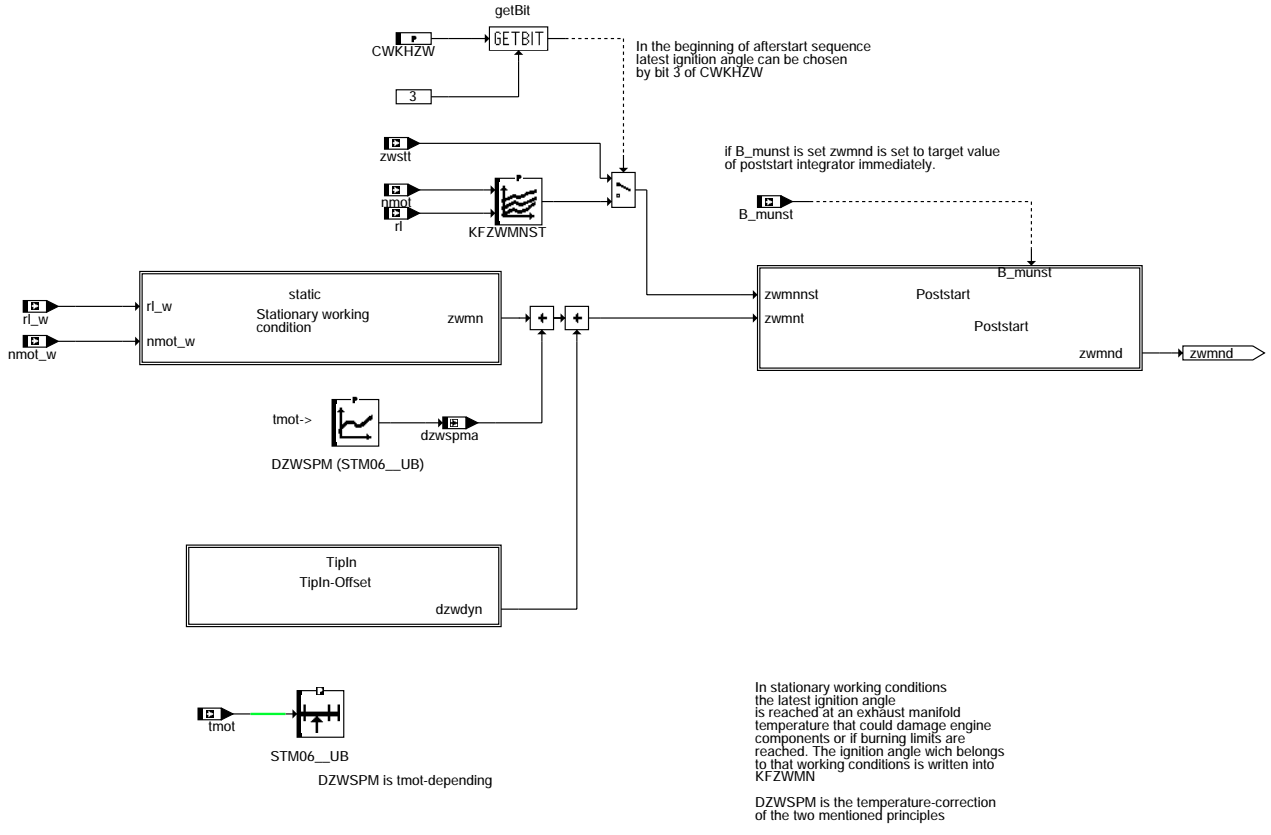 getBit
P
CWKHZW
GETBIT
In the beginning of afterstart sequence
latest ignition angle can be chosen
by bit 3 of CWKHZW
3
zwstt
if B_munst is set zwmnd is set to target value
of poststart integrator immediately.
nmot
rl
P
KFZWMNST
B_munst
B_munst
static
Stationary working
condition
rl_w
rl_w
zwmn
nmot_w
nmot_w
+
+
zwmnnst
Poststart
zwmnt
Poststart
zwmnd
zwmnd
tmot->
P
dzwspma
DZWSPM (STM06__UB)
TipIn
TipIn-Offset
dzwdyn
tmot
P
STM06__UB
DZWSPM is tmot-depending
In stationary working conditions
the latest ignition angle
is reached at an exhaust manifold
temperature that could damage engine
components or if burning limits are
reached. The ignition angle wich belongs
to that working conditions is written into
KFZWMN
DZWSPM is the temperature-correction
of the two mentioned principles